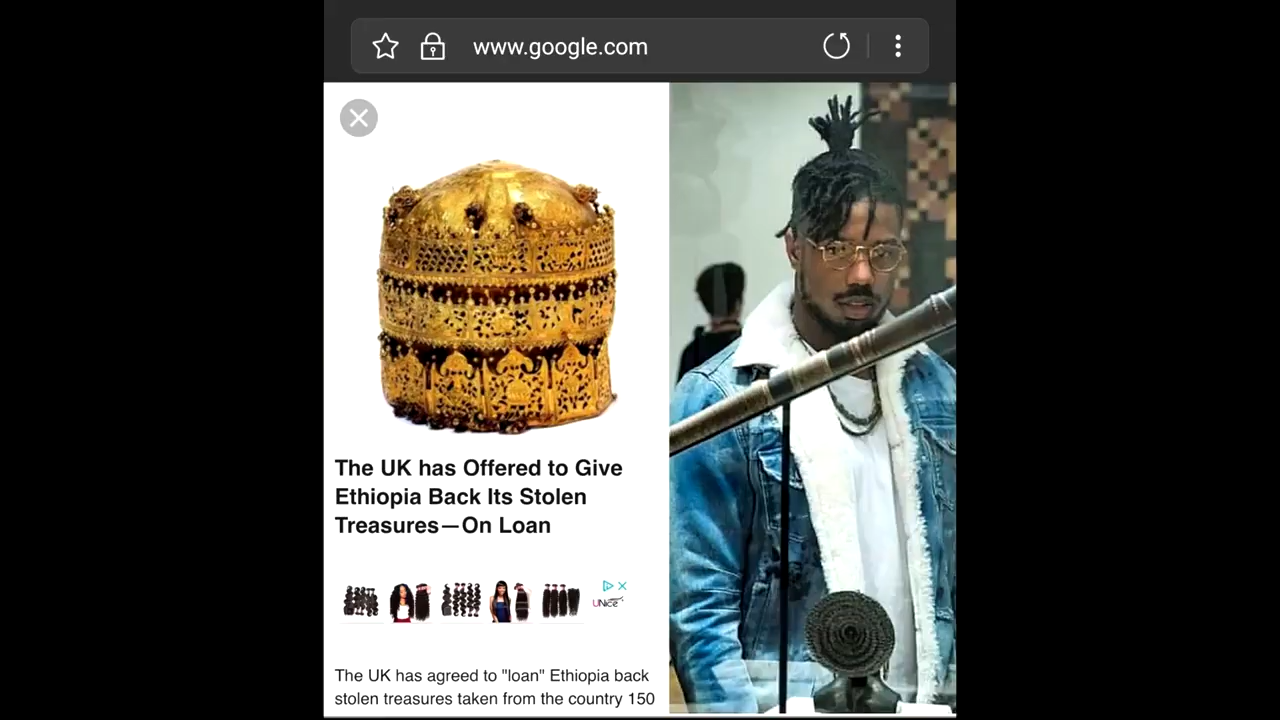 www.google.com
The UK has Offered to Give
Ethiopia Back Its Stolen
Treasures—On Loan
UNice
The UK has agreed to "loan" Ethiopia back
stolen treasures taken from the country 150